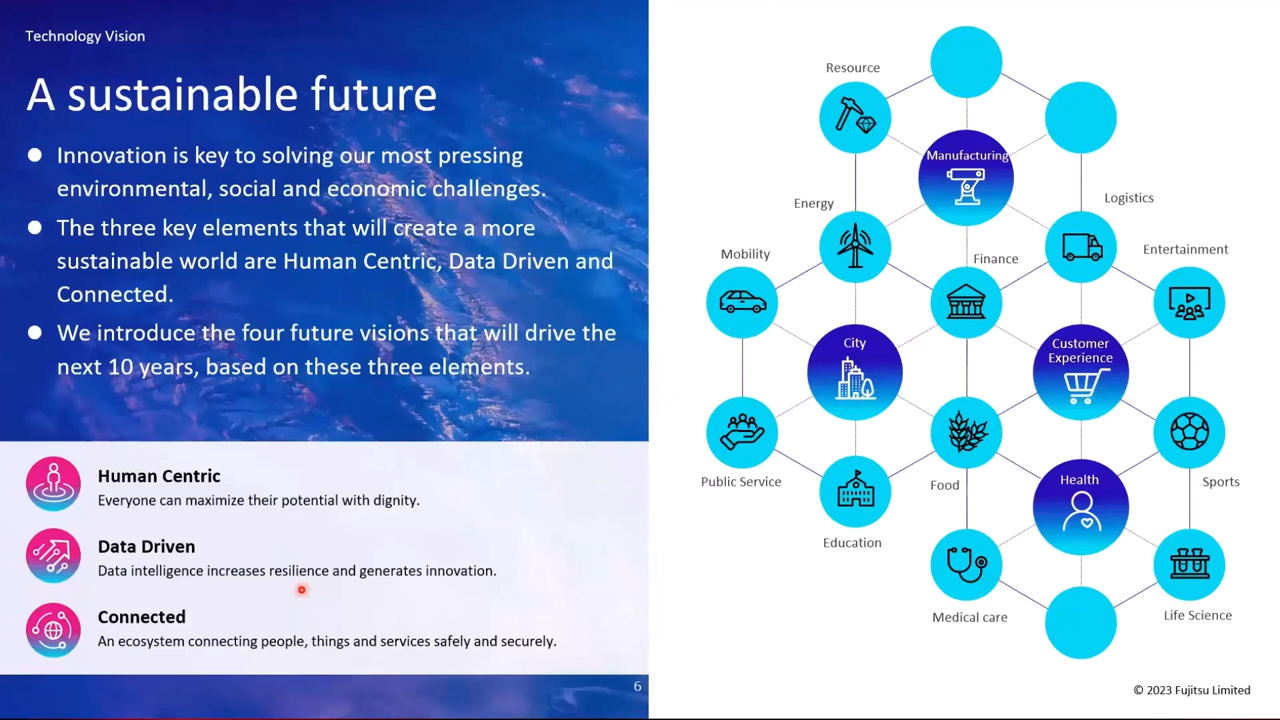 Technology Vision
A sustainable future
● Innovation is key to solving our most pressing
environmental, social and economic challenges.
● The three key elements that will create a more
sustainable world are Human Centric, Data Driven and
Connected.
● We introduce the four future visions that will drive the
next 10 years, based on these three elements.
Human Centric
Everyone can maximize their potential with dignity.
Data Driven
Data intelligence increases resilience and generates innovation.
Connected
An ecosystem connecting people, things and services safely and securely.
6
Resource
Manufacturing
Energy
Logistics
Mobility
Finance
Entertainment
City
Customer
Experience
Public Service
Food
Health
Sports
Education
Medical care
Life Science
© 2023 Fujitsu Limited